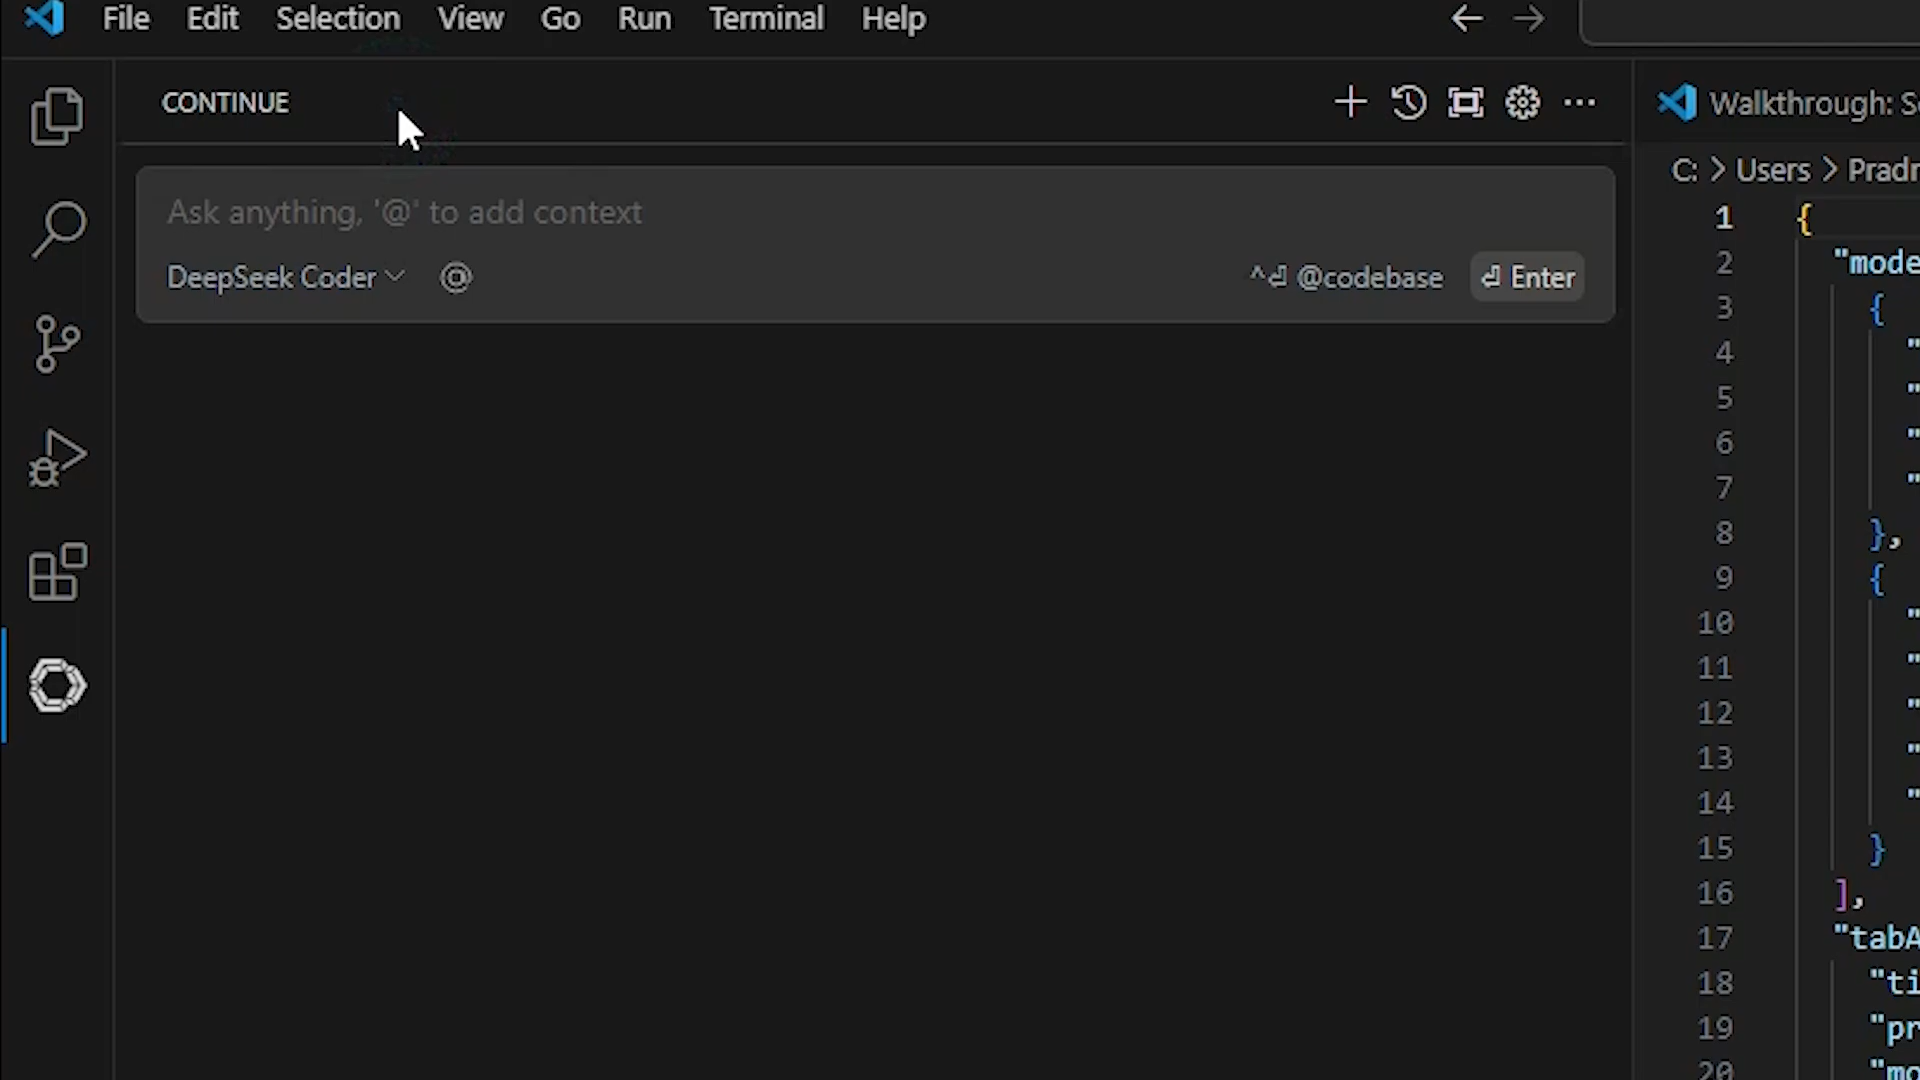 File Edit Selection View Go Run Terminal Help
CONTINUE
Ask anything, '@' to add context
DeepSeek Coder @
@codebase Enter
Walkthrough:
C: > Users >
1 {
2 "mode
3 {
4 "
5 "
6 "
7 "
8 },
9 {
10 "
11 "
12 "
13 "
14 "
15 }
16 ],
17 "tabA
18 "ti
19 "pr
20 "mo